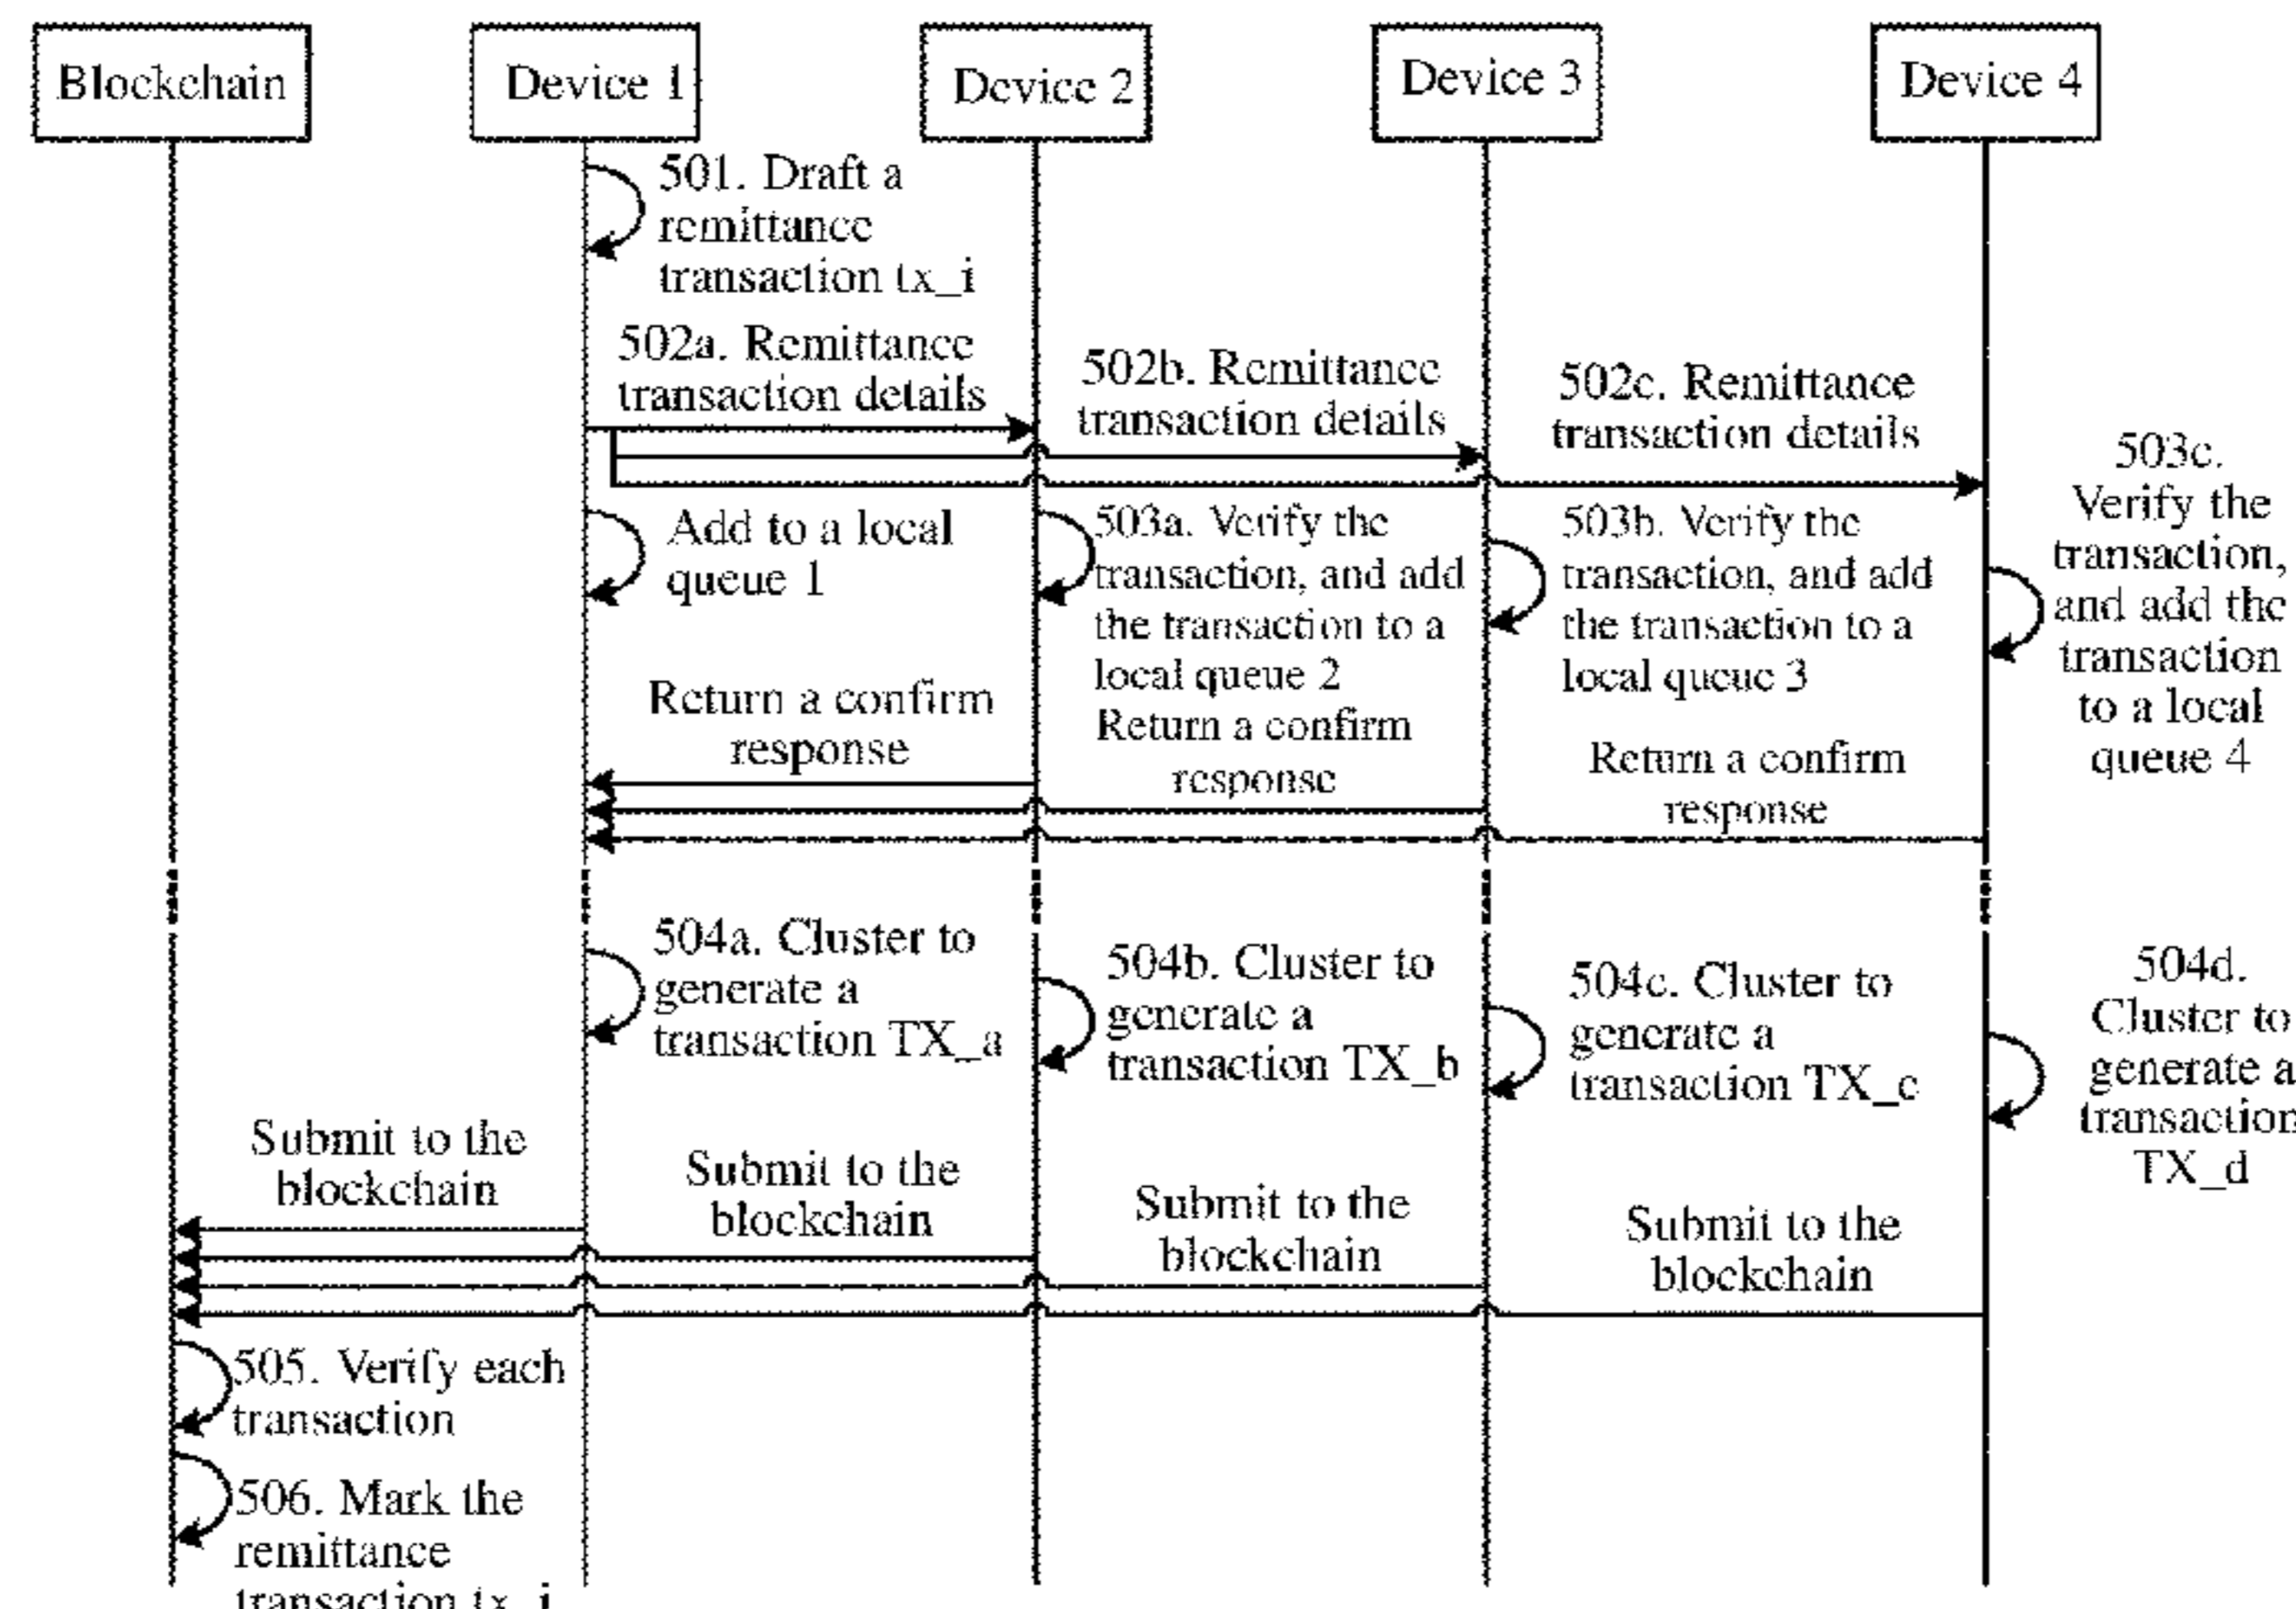 Blockchain
Device 1
Device 2
Device 3
Device 4
501. Draft a
remittance
transaction tx_i
502a. Remittance
transaction details
502b. Remittance
transaction details
502c. Remittance
transaction details
Add to a local
queue 1
503a. Verify the
transaction, and add
the transaction to a
local queue 2
503b. Verify the
transaction, and add
the transaction to a
local queue 3
503c.
Verify the
transaction,
and add the
transaction
to a local
queue 4
Return a confirm
response
Return a confirm
response
Return a confirm
response
504a. Cluster to
generate a
transaction TX_a
504b. Cluster to
generate a
transaction TX_b
504c. Cluster to
generate a
transaction TX_c
504d.
Cluster to
generate a
transaction
TX_d
Submit to the
blockchain
Submit to the
blockchain
Submit to the
blockchain
Submit to the
blockchain
505. Verify each
transaction
506. Mark the
remittance
transaction tx_i